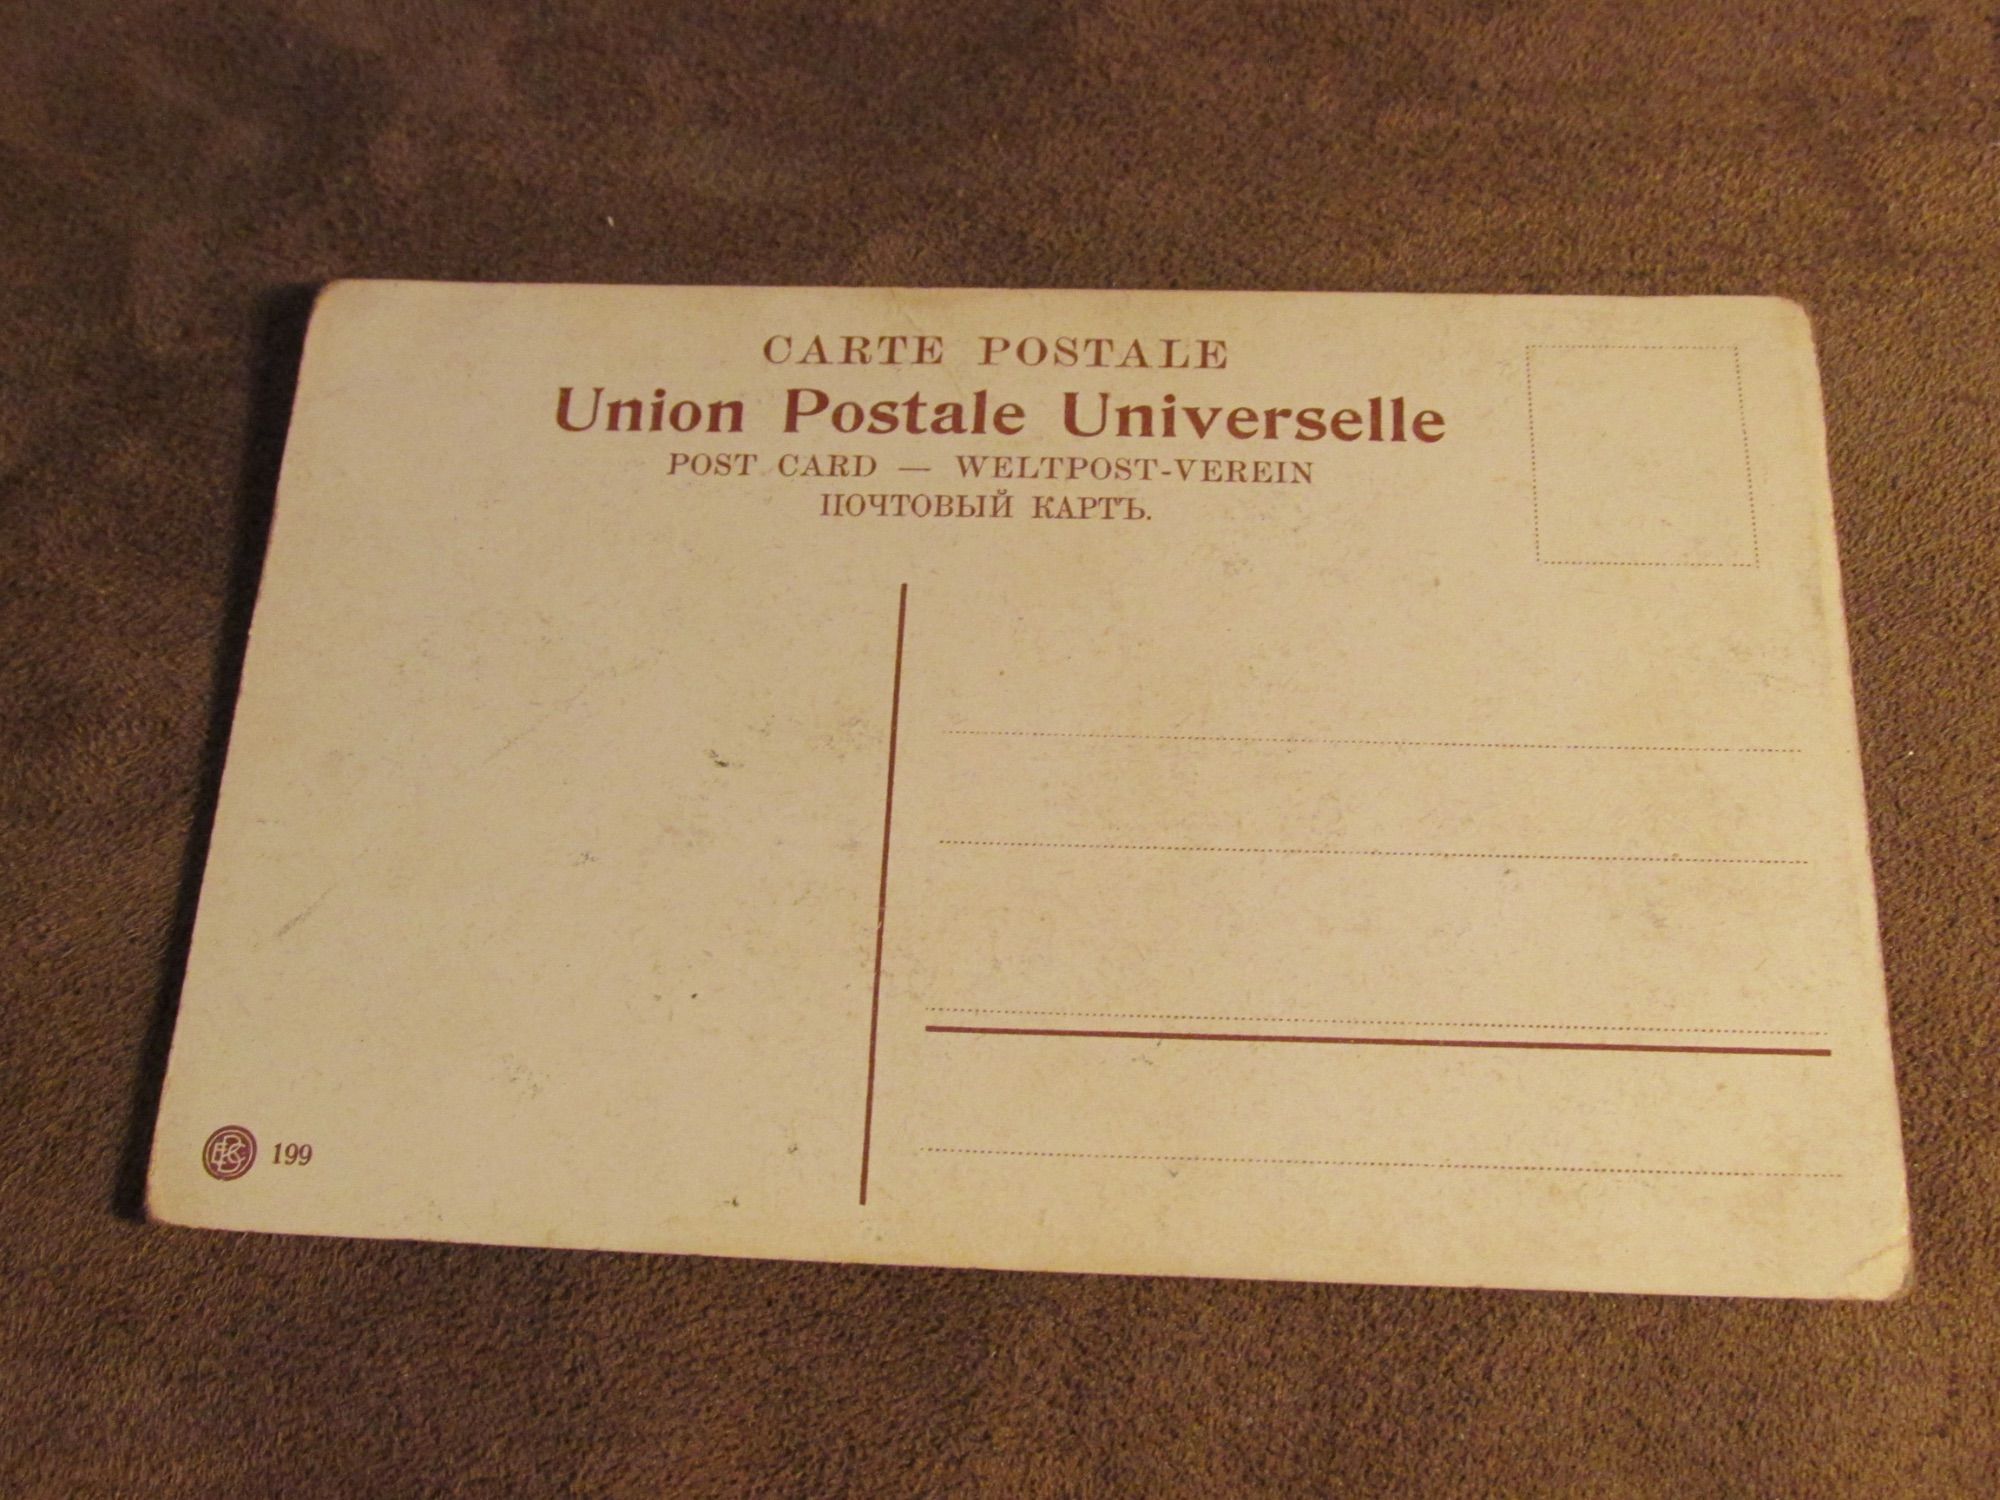 CARTE POSTALE
Union Postale Universelle
POST CARD — WELTPOST-VEREIN
ПОЧТОВЫЙ КАРТЪ.
199